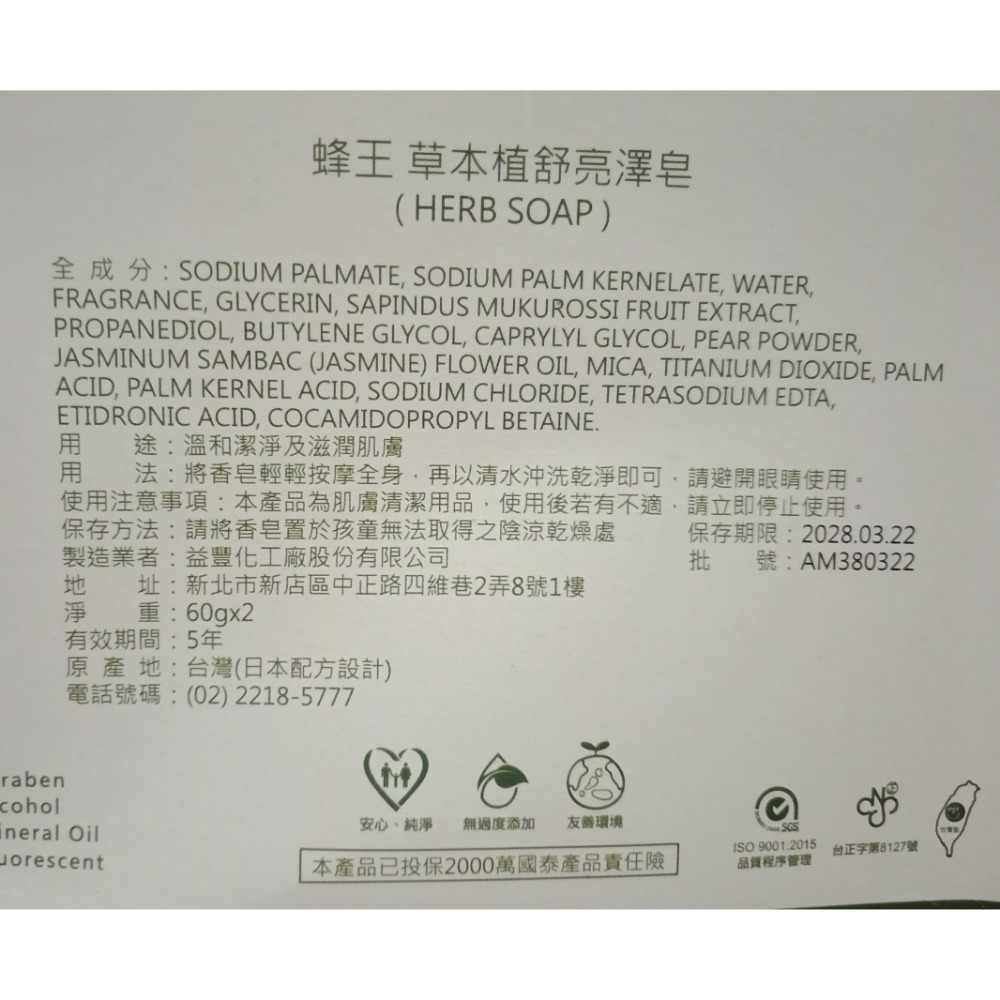 蜂王 草本植舒亮澤皂
( HERB SOAP )
全 成 分 : SODIUM PALMATE, SODIUM PALM KERNELATE, WATER,
FRAGRANCE, GLYCERIN, SAPINDUS MUKUROSSI FRUIT EXTRACT,
PROPANEDIOL, BUTYLENE GLYCOL, CAPRYLYL GLYCOL, PEAR POWDER,
JASMINUM SAMBAC (JASMINE) FLOWER OIL, MICA, TITANIUM DIOXIDE, PALM
ACID, PALM KERNEL ACID, SODIUM CHLORIDE, TETRASODIUM EDTA,
ETIDRONIC ACID, COCAMIDOPROPYL BETAINE.
用 途 : 溫和潔淨及滋潤肌膚
用 法 : 將香皂輕輕按摩全身，再以清水沖洗乾淨即可，請避開眼睛使用。
使用注意事項 : 本產品為肌膚清潔用品，使用後若有不適，請立即停止使用。
保存方法 : 請將香皂置於孩童無法取得之陰涼乾燥處 保存期限 : 2028.03.22
製造業者 : 益豐化工廠股份有限公司 批 號 : AM380322
地 址 : 新北市新店區中正路四維巷2弄8號1樓
淨 重 : 60gx2
有效期間 : 5年
原 產 地 : 台灣(日本配方設計)
電話號碼 : (02) 2218-5777
raben
cohol
ineral Oil
uorescent
安心、純淨 無過度添加 友善環境
本產品已投保2000萬國泰產品責任險
SGS
ISO 9001:2015
品質程序管理
正
台正字第8127號